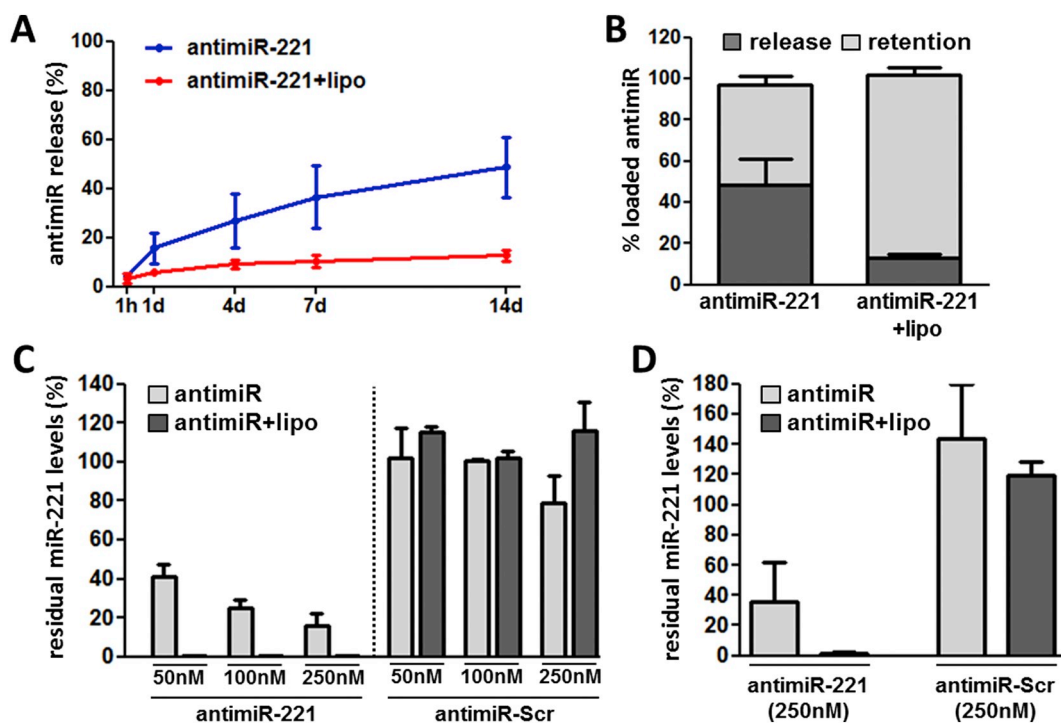 A
antimiR release (%)
100
80
60
40
20
0
antimiR-221
antimiR-221+lipo
1h 1d 4d 7d 14d
B
% loaded antimiR
120
100
80
60
40
20
0
release retention
antimiR-221 antimiR-221
+lipo
C
residual miR-221 levels (%)
140
120
100
80
60
40
20
0
antimiR
antimiR+lipo
50nM 100nM 250nM 50nM 100nM 250nM
antimiR-221 antimiR-Scr
D
residual miR-221 levels (%)
180
160
140
120
100
80
60
40
20
0
antimiR
antimiR+lipo
antimiR-221 antimiR-Scr
(250nM) (250nM)